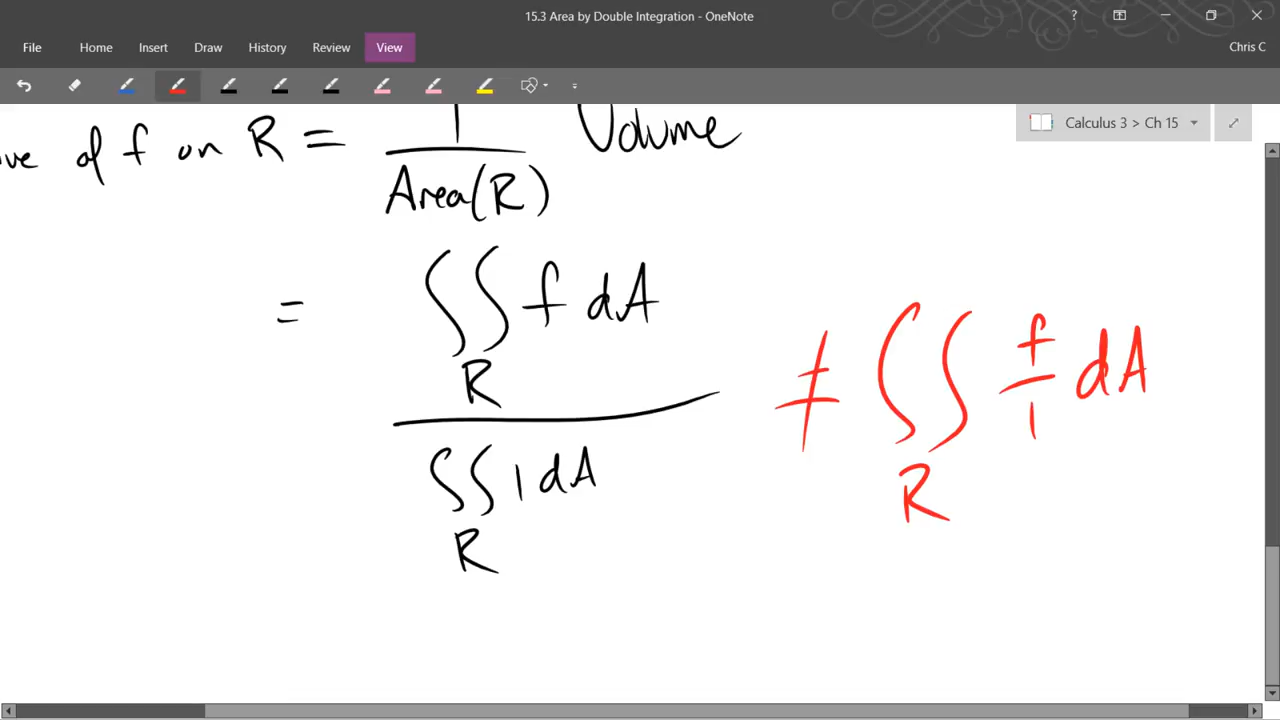 15.3 Area by Double Integration - OneNote
?
File Home Insert Draw History Review View Chris C
Calculus 3 > Ch 15
of f on R = 1 / Area(R) Volume
= ∬_R f dA / ∬_R 1 dA ≠ ∬_R f/1 dA